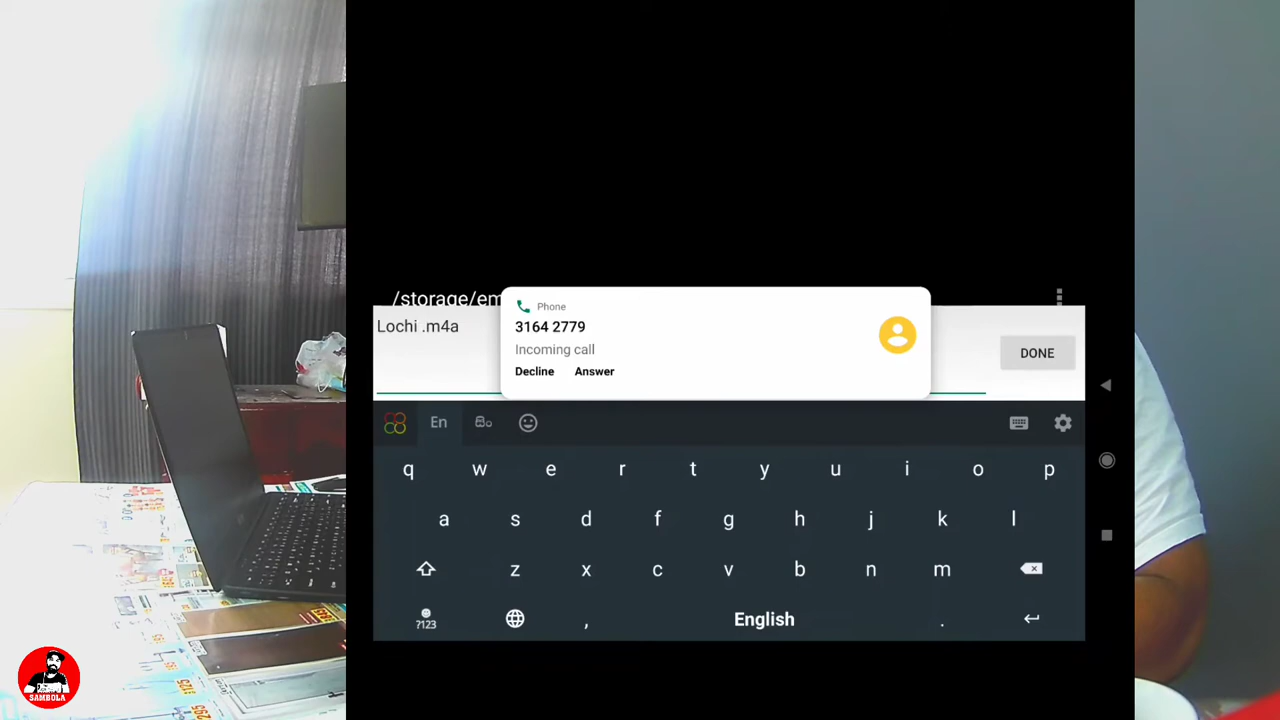 /storage/em
Phone
3164 2779
Incoming call
Decline Answer
Lochi .m4a
DONE
En
q w e r t y u i o p
a s d f g h j k l
z x c v b n m
?123 , English .
SAMBOLA